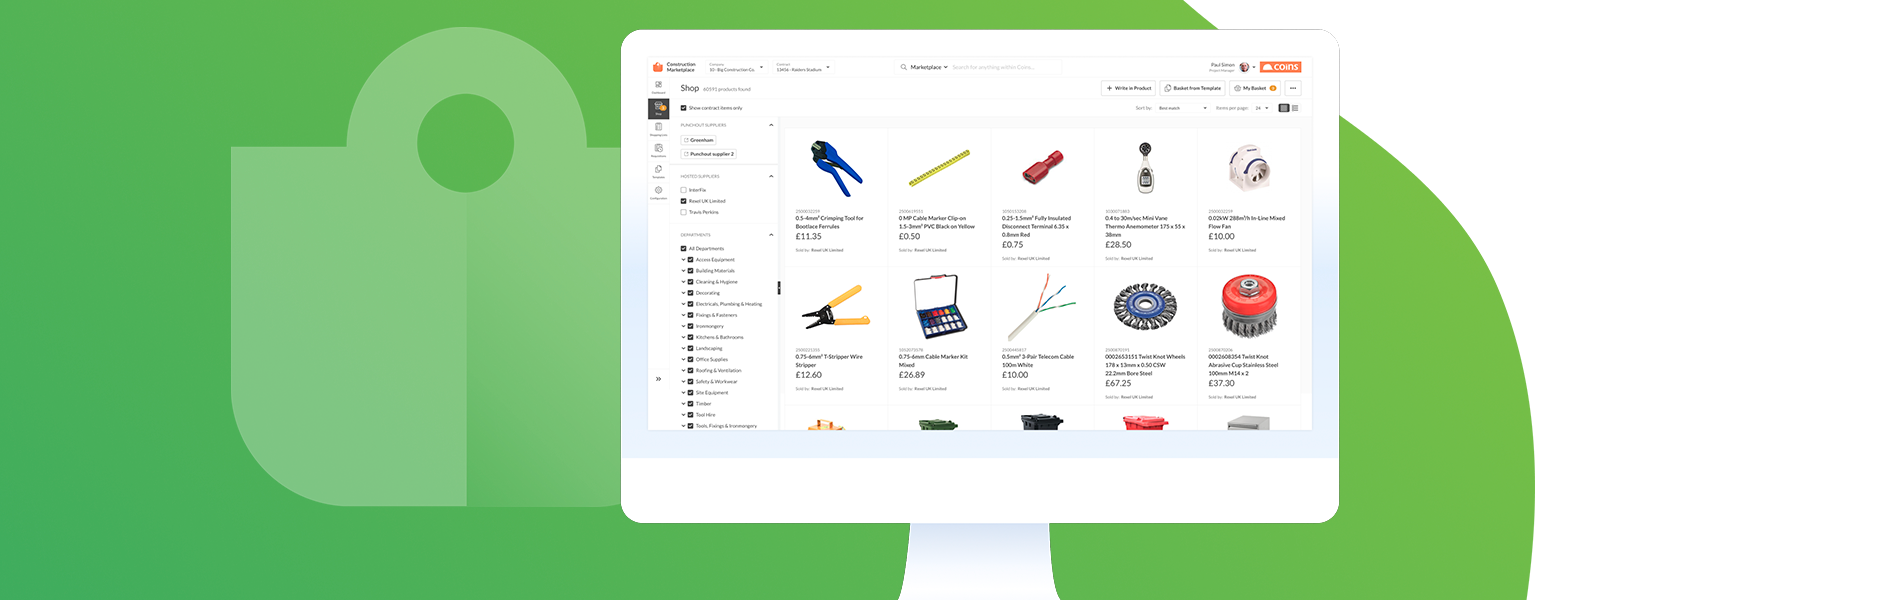 Construction
Marketplace
Company
10 - Big Construction Co.
Contract
13456 - Raiders Stadium
Marketplace
Search for anything within Coins...
Paul Simon
Project Manager
COINS
Shop
60591 products found
Write in Product
Basket from Template
My Basket
Show contract items only
Sort by:
Best match
Items per page:
24
Dashboard
Shop
Templates
Configuration
PUNCHOUT SUPPLIERS
Greenham
Punchout supplier 2
HOSTED SUPPLIERS
InterFix
Rexel UK Limited
Travis Perkins
DEPARTMENTS
All Departments
Access Equipment
Building Materials
Cleaning & Hygiene
Decorating
Electricals, Plumbing & Heating
Fixings & Fasteners
Ironmongery
Kitchens & Bathrooms
Landscaping
Office Supplies
Roofing & Ventilation
Safety & Workwear
Site Equipment
Timber
Tool Hire
Tools, Fixings & Ironmongery
0.5-4mm² Crimping Tool for
Bootlace Ferrules
£11.35
Sold by: Rexel UK Limited
0 MP Cable Marker Clip-on
1.5-3mm² PVC Black on Yellow
£0.50
Sold by: Rexel UK Limited
0.25-1.5mm² Fully Insulated
Disconnect Terminal 6.35 x
0.8mm Red
£0.75
Sold by: Rexel UK Limited
0.4 to 30m/sec Mini Vane
Thermo Anemometer 175 x 55 x
38mm
£28.50
Sold by: Rexel UK Limited
0.02kW 288m³/h In-Line Mixed
Flow Fan
£10.00
Sold by: Rexel UK Limited
0.75-6mm² T-Stripper Wire
Stripper
£12.60
Sold by: Rexel UK Limited
0.75-6mm Cable Marker Kit
Mixed
£26.89
Sold by: Rexel UK Limited
0.5mm² 3-Pair Telecom Cable
100m White
£10.00
Sold by: Rexel UK Limited
0002653151 Twist Knot Wheels
178 x 13mm x 0.50 CSW
22.2mm Bore Steel
£67.25
Sold by: Rexel UK Limited
0002608354 Twist Knot
Abrasive Cup Stainless Steel
100mm M14 x 2
£37.30
Sold by: Rexel UK Limited